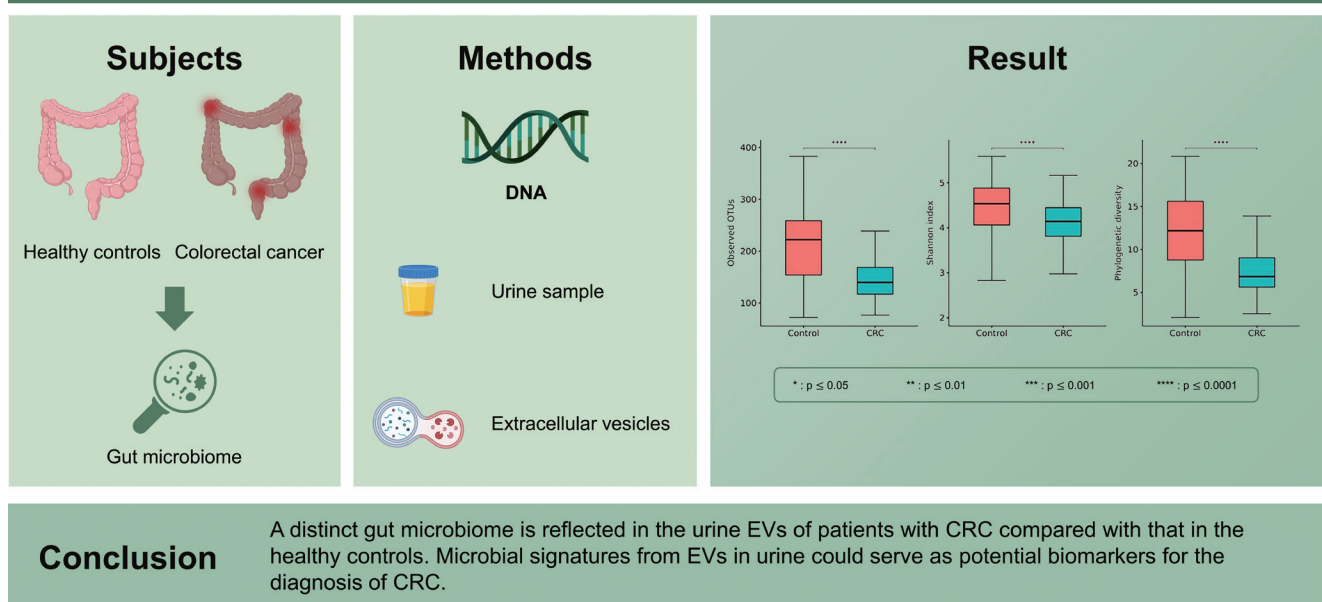 Subjects
Healthy controls
Colorectal cancer
Gut microbiome
Methods
DNA
Urine sample
Extracellular vesicles
Result
Observed OTUs
400
300
200
100
****
Control
CRC
Shannon index
5
4
3
2
****
Control
CRC
Phylogenetic diversity
20
15
10
5
****
Control
CRC
* : p ≤ 0.05
** : p ≤ 0.01
*** : p ≤ 0.001
**** : p ≤ 0.0001
Conclusion
A distinct gut microbiome is reflected in the urine EVs of patients with CRC compared with that in the
healthy controls. Microbial signatures from EVs in urine could serve as potential biomarkers for the
diagnosis of CRC.